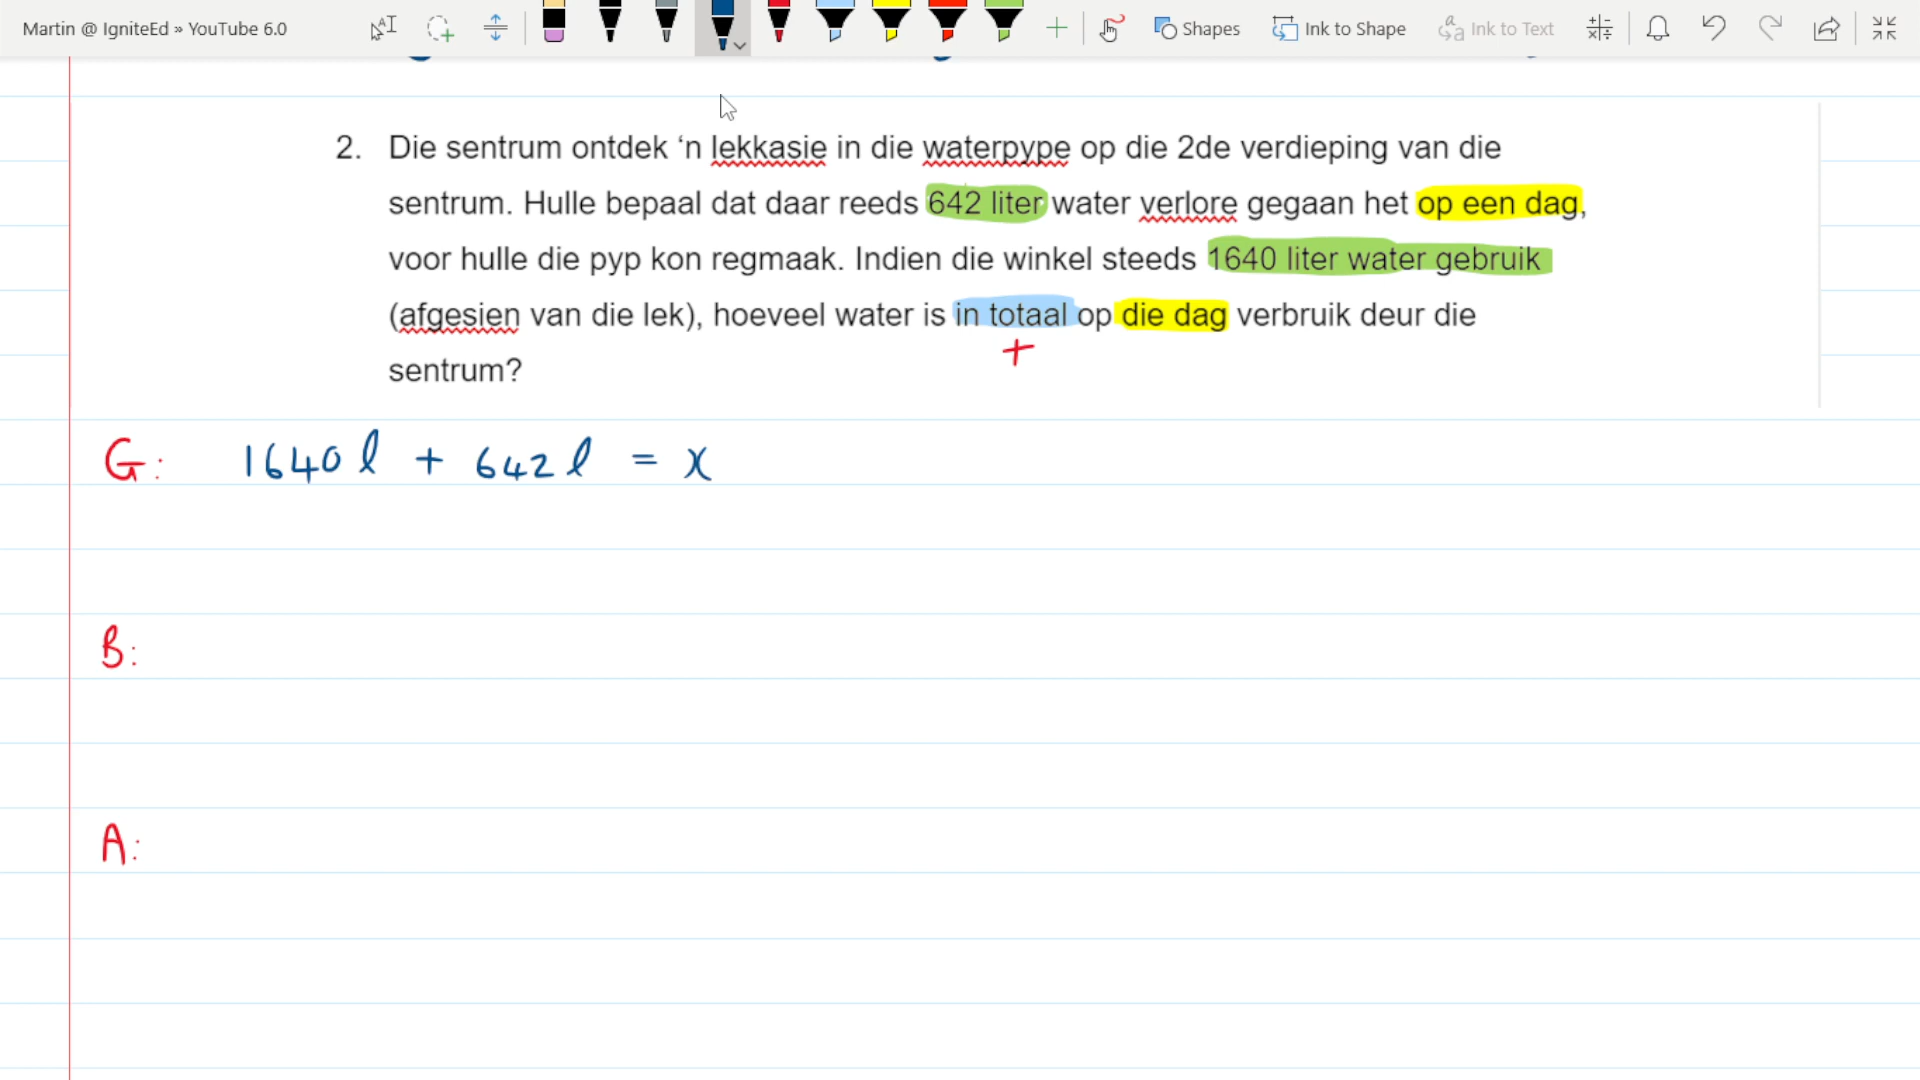 Martin @ IgniteEd » YouTube 6.0 Shapes Ink to Shape Ink to Text
2. Die sentrum ontdek ‘n lekkasie in die waterpype op die 2de verdieping van die
sentrum. Hulle bepaal dat daar reeds 642 liter water verlore gegaan het op een dag,
voor hulle die pyp kon regmaak. Indien die winkel steeds 1640 liter water gebruik
(afgesien van die lek), hoeveel water is in totaal op die dag verbruik deur die
+
sentrum?
G: 1640 l + 642 l = x
B:
A: